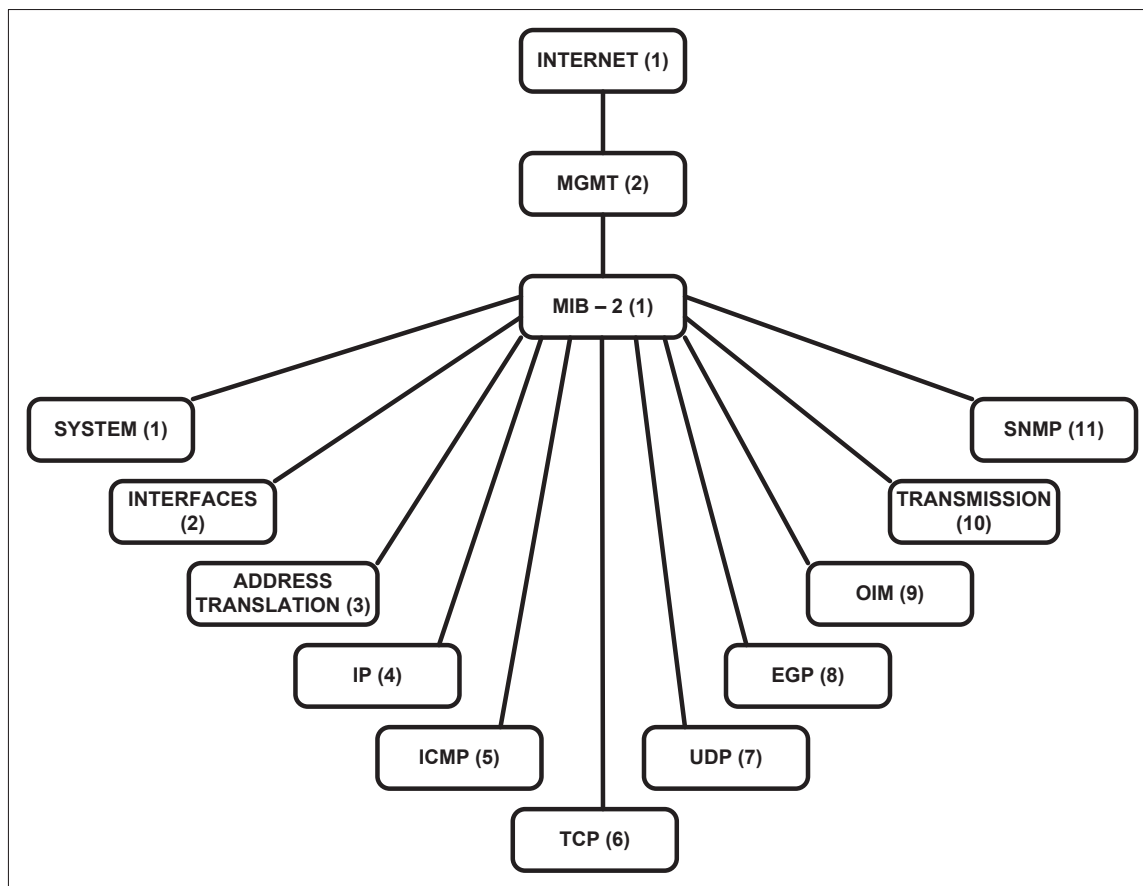 INTERNET (1)
MGMT (2)
MIB – 2 (1)
SYSTEM (1)
SNMP (11)
INTERFACES
(2)
TRANSMISSION
(10)
ADDRESS
TRANSLATION (3)
OIM (9)
IP (4)
EGP (8)
ICMP (5)
UDP (7)
TCP (6)